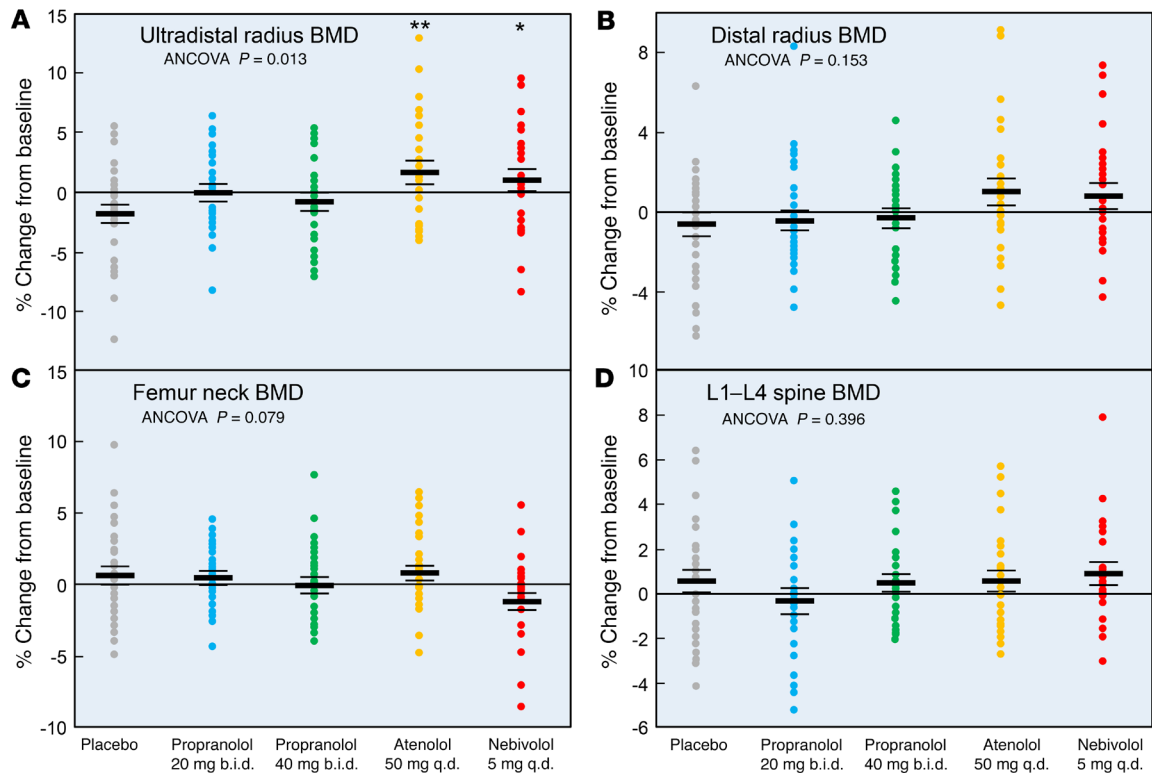 A
Ultradistal radius BMD
ANCOVA P = 0.013
** *
% Change from baseline
15
10
5
0
-5
-10
B
Distal radius BMD
ANCOVA P = 0.153
% Change from baseline
8
4
0
-4
C
Femur neck BMD
ANCOVA P = 0.079
% Change from baseline
15
10
5
0
-5
-10
Placebo Propranolol Propranolol Atenolol Nebivolol
20 mg b.i.d. 40 mg b.i.d. 50 mg q.d. 5 mg q.d.
D
L1–L4 spine BMD
ANCOVA P = 0.396
% Change from baseline
10
8
6
4
2
0
-2
-4
-6
Placebo Propranolol Propranolol Atenolol Nebivolol
20 mg b.i.d. 40 mg b.i.d. 50 mg q.d. 5 mg q.d.